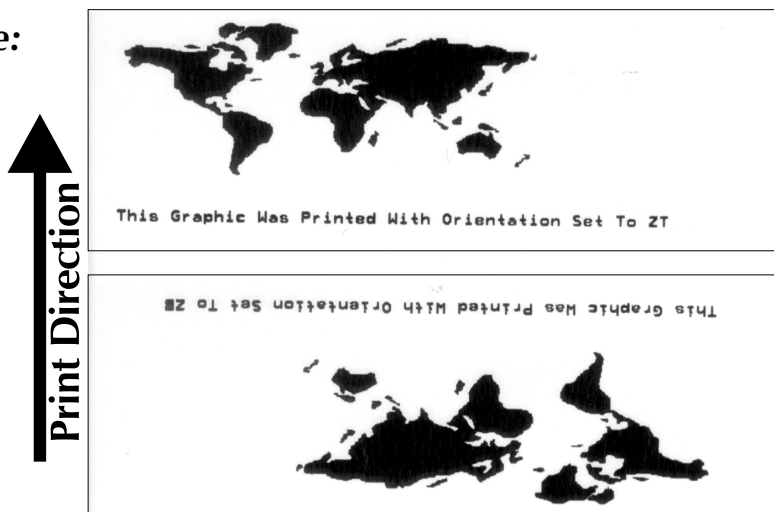 e:
This Graphic Was Printed With Orientation Set To ZT
Print Direction
This Graphic Was Printed With Orientation Set To ZB